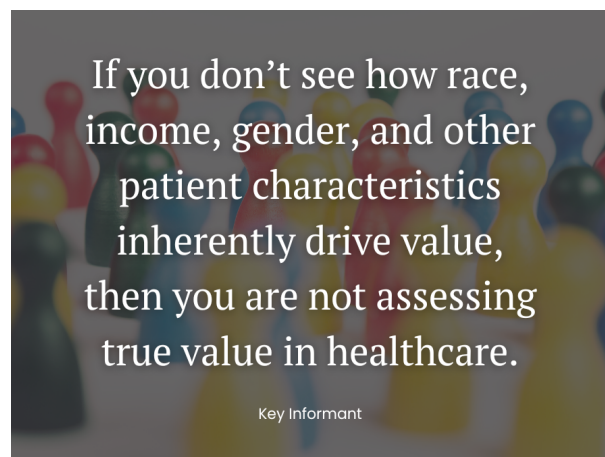 If you don’t see how race,
income, gender, and other
patient characteristics
inherently drive value,
then you are not assessing
true value in healthcare.
Key Informant